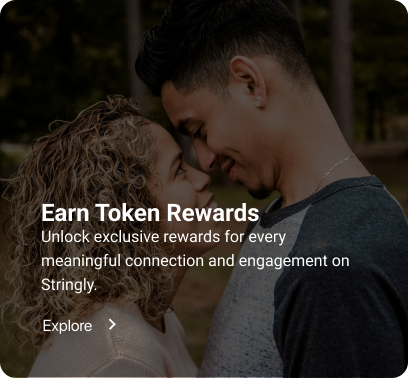 Earn Token Rewards
Unlock exclusive rewards for every
meaningful connection and engagement on
Stringly.
Explore